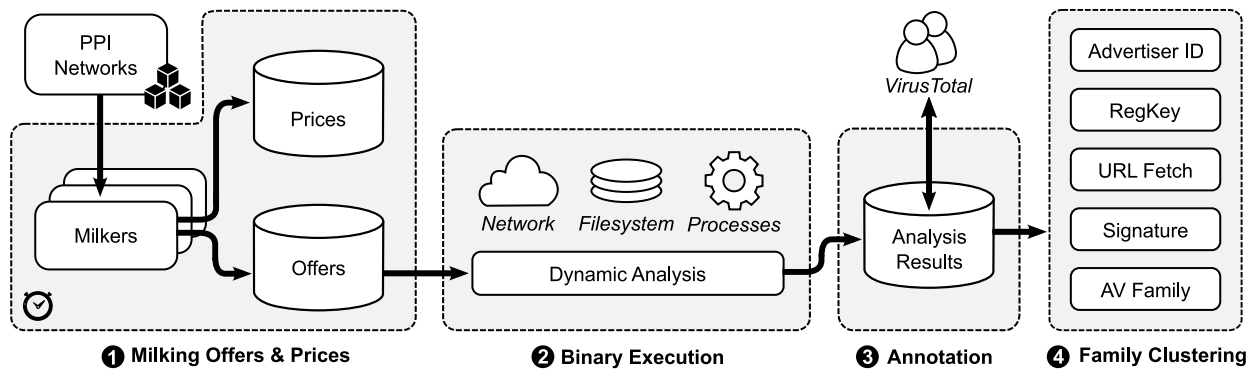 PPI
Networks
Milkers
Prices
Offers
1 Milking Offers & Prices
Network
Filesystem
Processes
Dynamic Analysis
2 Binary Execution
VirusTotal
Analysis
Results
3 Annotation
Advertiser ID
RegKey
URL Fetch
Signature
AV Family
4 Family Clustering